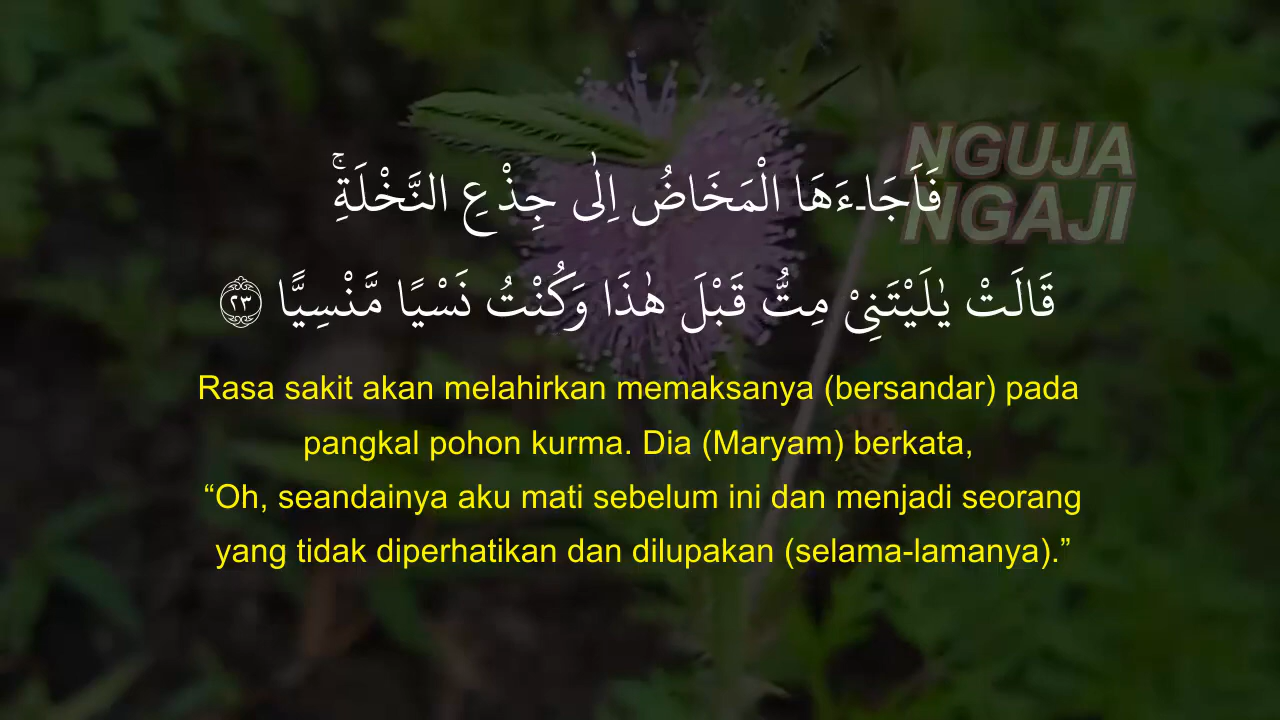 NGUJA
NGAJI
فَاَجَاۤءَهَا الْمَخَاضُ اِلٰى جِذْعِ النَّخْلَةِۚ
قَالَتْ يٰلَيْتَنِيْ مِتُّ قَبْلَ هٰذَا وَكُنْتُ نَسْيًا مَّنْسِيًّا ٢٣
Rasa sakit akan melahirkan memaksanya (bersandar) pada
pangkal pohon kurma. Dia (Maryam) berkata,
“Oh, seandainya aku mati sebelum ini dan menjadi seorang
yang tidak diperhatikan dan dilupakan (selama-lamanya).”